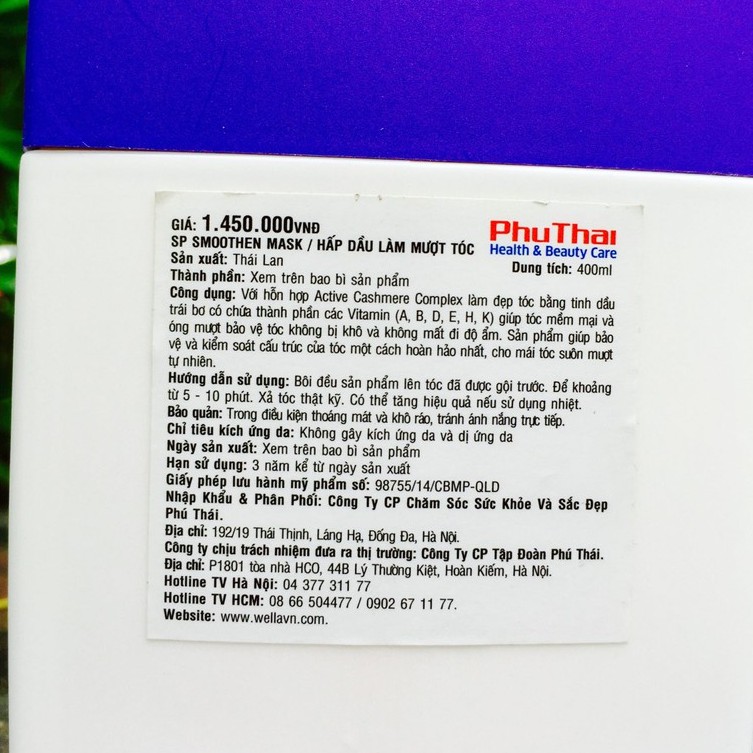 GIÁ: 1.450.000VNĐ
PhuThai
Health & Beauty Care
SP SMOOTHEN MASK / HẤP DẦU LÀM MƯỢT TÓC
Dung tích: 400ml
Sản xuất: Thái Lan
Thành phần: Xem trên bao bì sản phẩm
Công dụng: Với hỗn hợp Active Cashmere Complex làm đẹp tóc bằng tinh dầu
trái bơ có chứa thành phần các Vitamin (A, B, D, E, H, K) giúp tóc mềm mại và
óng mượt bảo vệ tóc không bị khô và không mất đi độ ẩm. Sản phẩm giúp bảo
vệ và kiểm soát cấu trúc của tóc một cách hoàn hảo nhất, cho mái tóc suôn mượt
tự nhiên.
Hướng dẫn sử dụng: Bôi đều sản phẩm lên tóc đã được gội trước. Để khoảng
từ 5 - 10 phút. Xả tóc thật kỹ. Có thể tăng hiệu quả nếu sử dụng nhiệt.
Bảo quản: Trong điều kiện thoáng mát và khô ráo, tránh ánh nắng trực tiếp.
Chỉ tiêu kích ứng da: Không gây kích ứng da và dị ứng da
Ngày sản xuất: Xem trên bao bì sản phẩm
Hạn sử dụng: 3 năm kể từ ngày sản xuất
Giấy phép lưu hành mỹ phẩm số: 98755/14/CBMP-QLD
Nhập Khẩu & Phân Phối: Công Ty CP Chăm Sóc Sức Khỏe Và Sắc Đẹp
Phú Thái.
Địa chỉ: 192/19 Thái Thịnh, Láng Hạ, Đống Đa, Hà Nội.
Công ty chịu trách nhiệm đưa ra thị trường: Công Ty CP Tập Đoàn Phú Thái.
Địa chỉ: P1801 tòa nhà HCO, 44B Lý Thường Kiệt, Hoàn Kiếm, Hà Nội.
Hotline TV Hà Nội: 04 377 311 77
Hotline TV HCM: 08 66 504477 / 0902 67 11 77.
Website: www.wellavn.com.